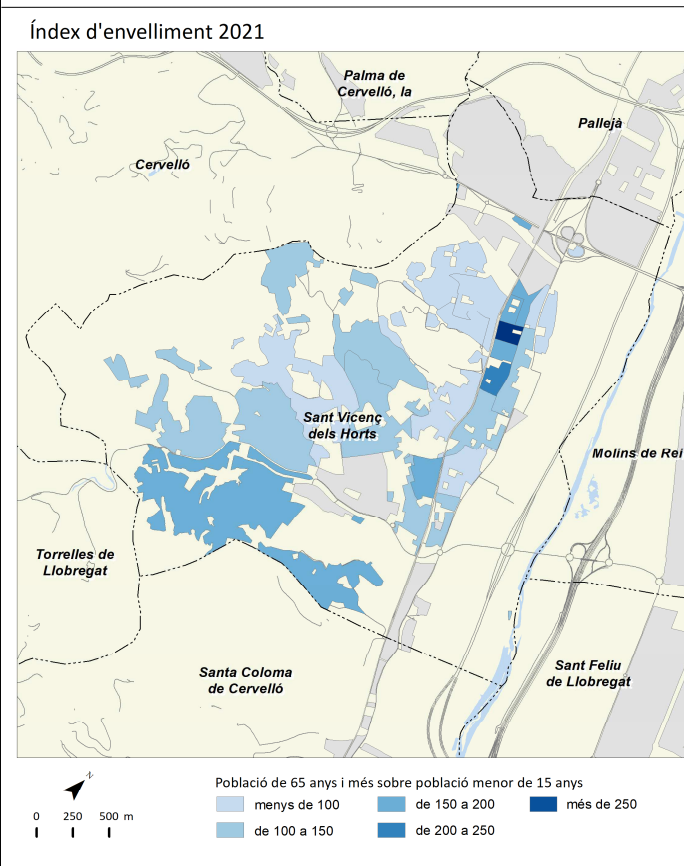 Índex d'envelliment 2021
Palma de
Cervelló, la
Pallejà
Cervelló
Sant Vicenç
dels Horts
Molins de Rei
Torrelles de
Llobregat
Santa Coloma
de Cervelló
Sant Feliu
de Llobregat
N
0 250 500 m
Població de 65 anys i més sobre població menor de 15 anys
menys de 100
de 100 a 150
de 150 a 200
de 200 a 250
més de 250